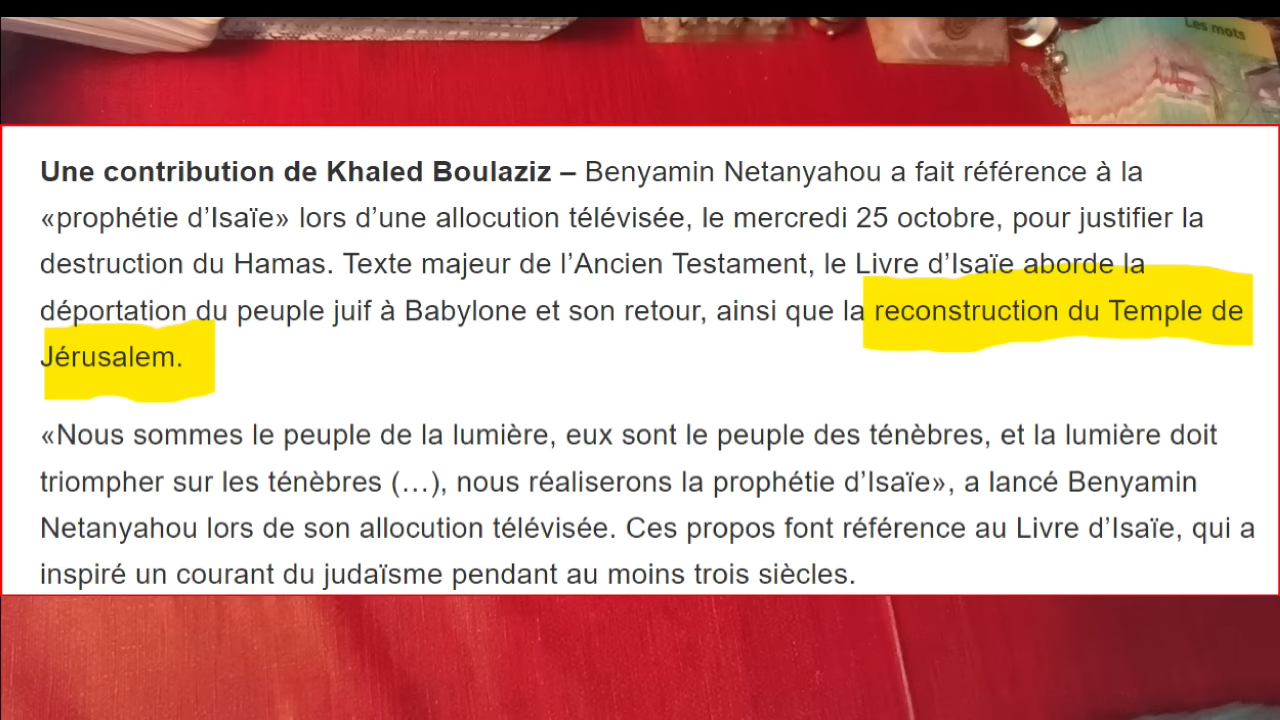 Les mots
Une contribution de Khaled Boulaziz – Benyamin Netanyahou a fait référence à la
«prophétie d’Isaïe» lors d’une allocution télévisée, le mercredi 25 octobre, pour justifier la
destruction du Hamas. Texte majeur de l’Ancien Testament, le Livre d’Isaïe aborde la
déportation du peuple juif à Babylone et son retour, ainsi que la reconstruction du Temple de
Jérusalem.
«Nous sommes le peuple de la lumière, eux sont le peuple des ténèbres, et la lumière doit
triompher sur les ténèbres (…), nous réaliserons la prophétie d’Isaïe», a lancé Benyamin
Netanyahou lors de son allocution télévisée. Ces propos font référence au Livre d’Isaïe, qui a
inspiré un courant du judaïsme pendant au moins trois siècles.